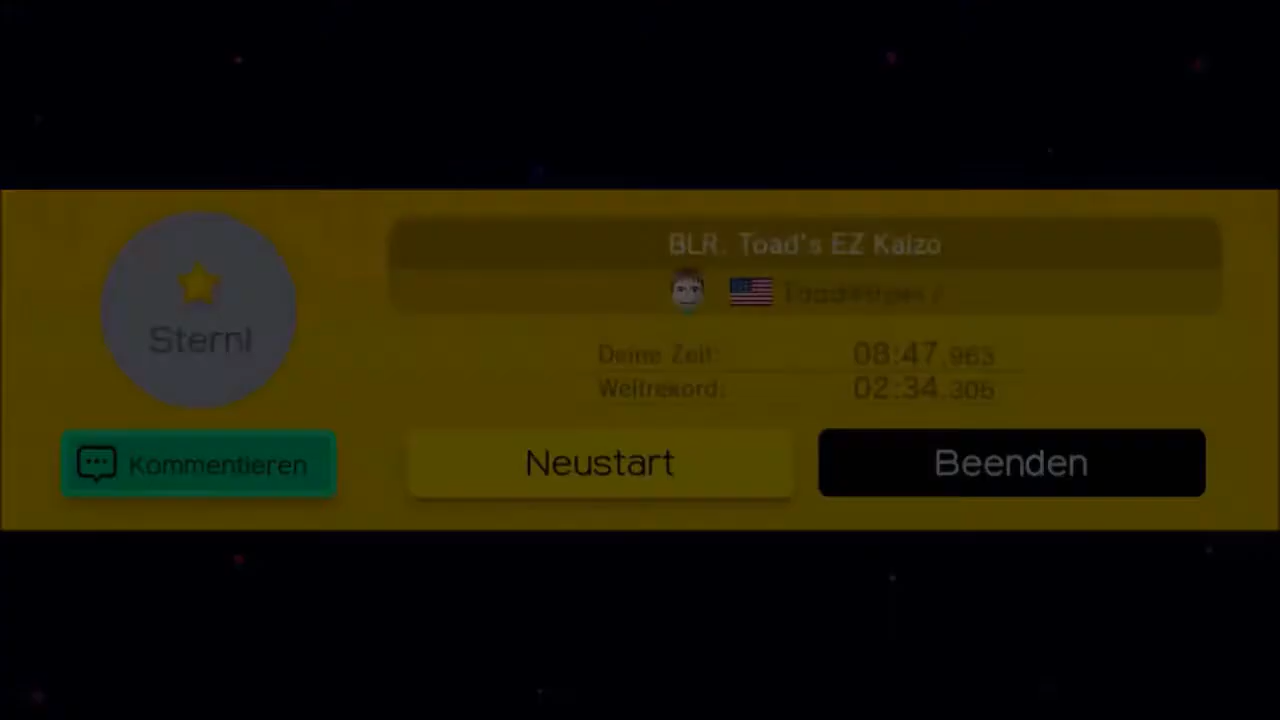 BLR. Toad's EZ Kaizo
Stern!
Deine Zeit: 08:47.963
Weltrekord: 02:34.306
Kommentieren
Neustart
Beenden